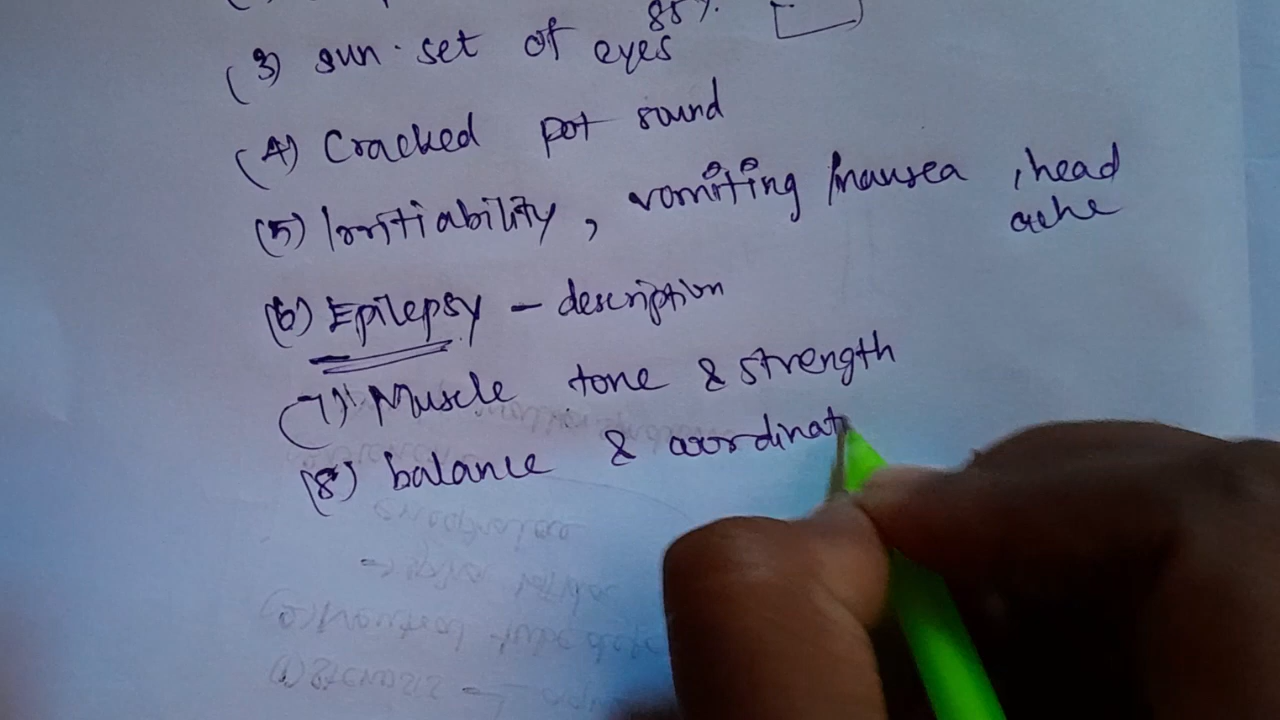 85%.
(3) sun set of eyes
(4) Cracked pot sound
(5) Irritiability, vomiting /nausea , head
ache
(6) Epilepsy - description
(7) Muscle tone & strength
(8) balance & coordinat